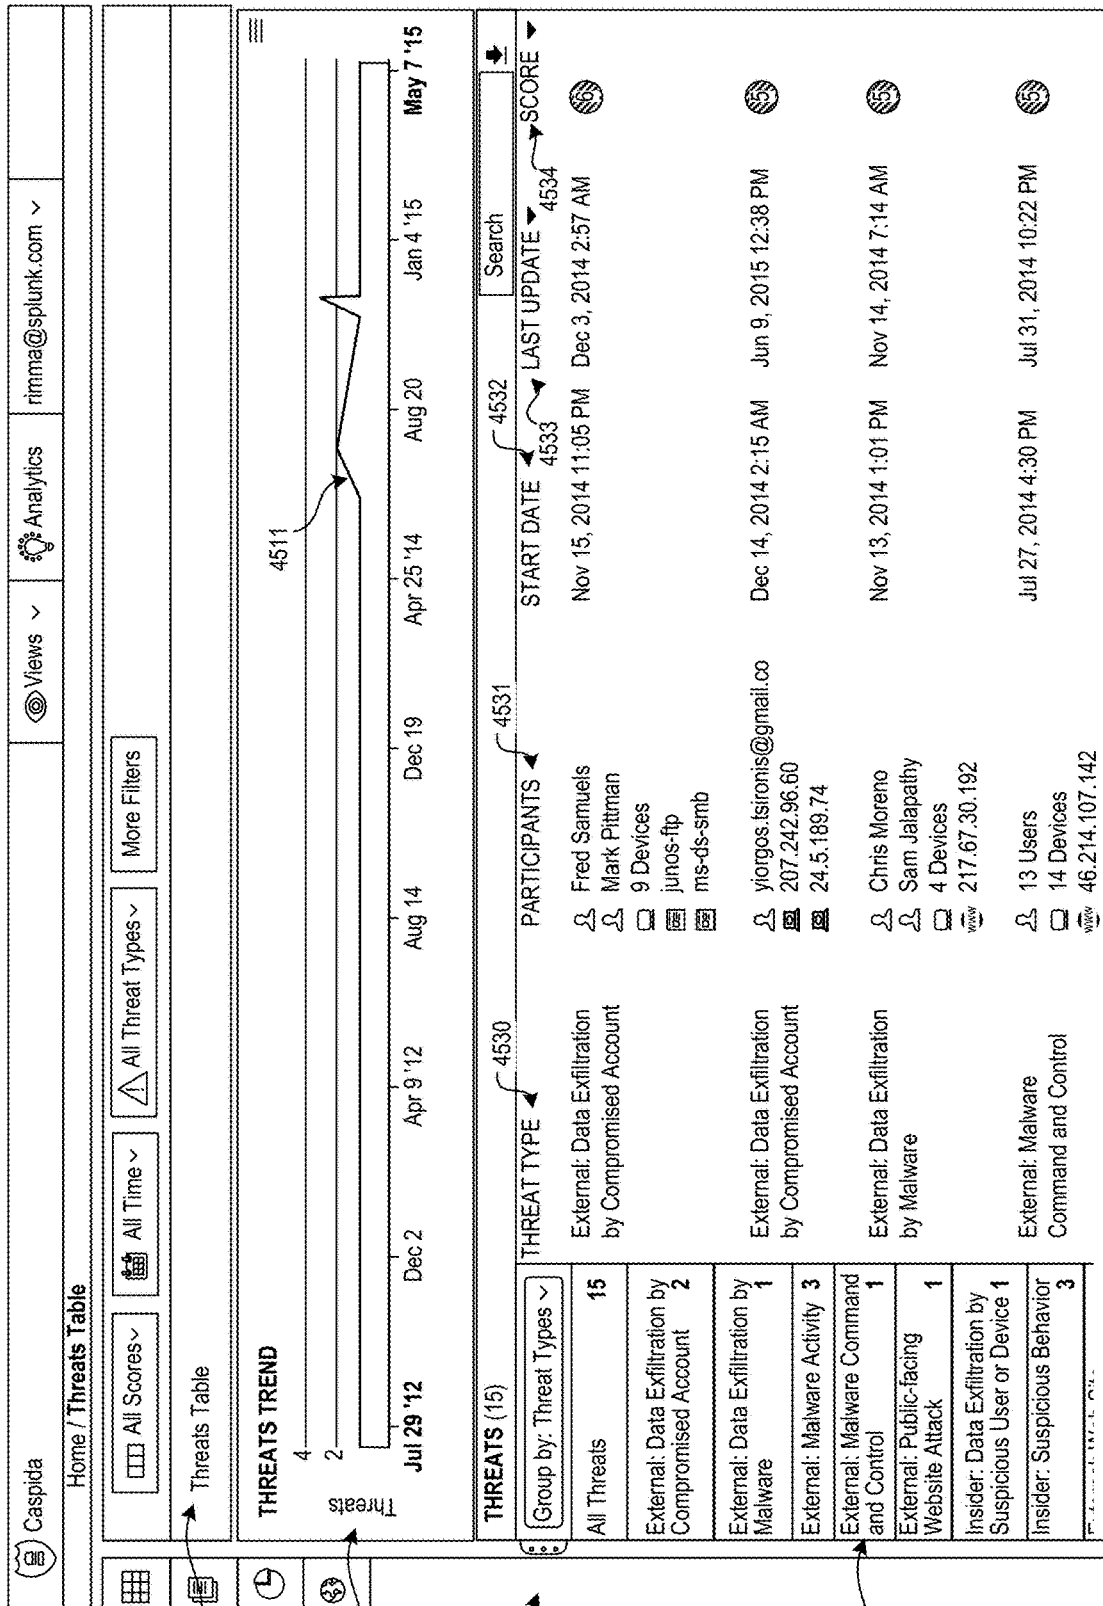 Caspida
Views
Analytics
rimma@splunk.com
Home / Threats Table
All Scores
All Time
All Threat Types
More Filters
Threats Table
THREATS TREND
4511
Threats
4
2
Jul 29 '12
Dec 2
Apr 9 '12
Aug 14
Dec 19
Apr 25 '14
Aug 20
Jan 4 '15
May 7 '15
THREATS (15)
Search
Group by: Threat Types
All Threats 15
External: Data Exfiltration by
Compromised Account 2
External: Data Exfiltration by
Malware 1
External: Malware Activity 3
External: Malware Command
and Control 1
External: Public-facing
Website Attack 1
Insider: Data Exfiltration by
Suspicious User or Device 1
Insider: Suspicious Behavior
3
4530
4531
4532
4533
4534
THREAT TYPE PARTICIPANTS START DATE LAST UPDATE SCORE
External: Data Exfiltration
by Compromised Account
Fred Samuels
Mark Pittman
9 Devices
junos-ftp
ms-ds-smb
Nov 15, 2014 11:05 PM
Dec 3, 2014 2:57 AM
6
External: Data Exfiltration
by Compromised Account
yiorgos.tsironis@gmail.co
207.242.96.60
24.5.189.74
Dec 14, 2014 2:15 AM
Jun 9, 2015 12:38 PM
5
External: Data Exfiltration
by Malware
Chris Moreno
Sam Jalapathy
4 Devices
www 217.67.30.192
Nov 13, 2014 1:01 PM
Nov 14, 2014 7:14 AM
5
External: Malware
Command and Control
13 Users
14 Devices
www 46.214.107.142
Jul 27, 2014 4:30 PM
Jul 31, 2014 10:22 PM
5